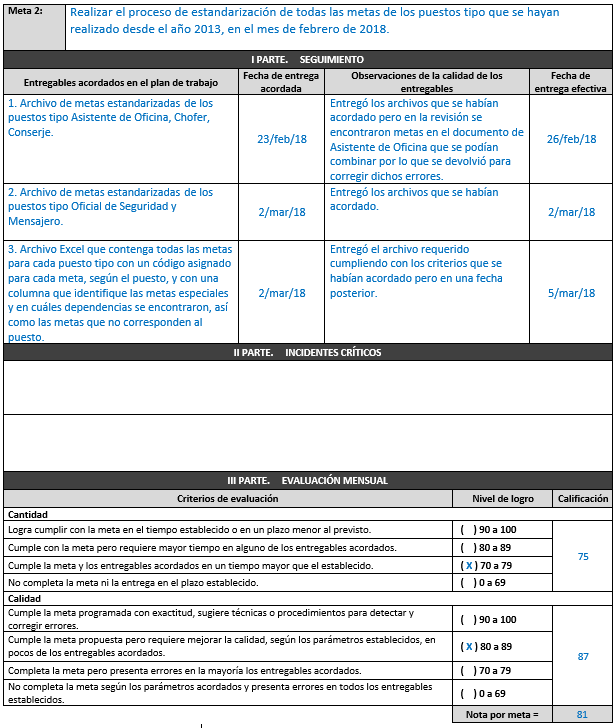 Meta 2:
Realizar el proceso de estandarización de todas las metas de los puestos tipo que se hayan
realizado desde el año 2013, en el mes de febrero de 2018.
I PARTE. SEGUIMIENTO
Entregables acordados en el plan de trabajo
Fecha de entrega
acordada
Observaciones de la calidad de los
entregables
Fecha de
entrega efectiva
1. Archivo de metas estandarizadas de los
puestos tipo Asistente de Oficina, Chofer,
Conserje.
23/feb/18
Entregó los archivos que se habían
acordado pero en la revisión se
encontraron metas en el documento de
Asistente de Oficina que se podían
combinar por lo que se devolvió para
corregir dichos errores.
26/feb/18
2. Archivo de metas estandarizadas de los
puestos tipo Oficial de Seguridad y
Mensajero.
2/mar/18
Entregó los archivos que se habían
acordado.
2/mar/18
3. Archivo Excel que contenga todas las metas
para cada puesto tipo con un código asignado
para cada meta, según el puesto, y con una
columna que identifique las metas especiales
y en cuáles dependencias se encontraron, así
como las metas que no corresponden al
puesto.
2/mar/18
Entregó el archivo requerido
cumpliendo con los criterios que se
habían acordado pero en una fecha
posterior.
5/mar/18
II PARTE. INCIDENTES CRÍTICOS
III PARTE. EVALUACIÓN MENSUAL
Criterios de evaluación
Nivel de logro
Calificación
Cantidad
Logra cumplir con la meta en el tiempo establecido o en un plazo menor al previsto.
( ) 90 a 100
Cumple con la meta pero requiere mayor tiempo en alguno de los entregables acordados.
( ) 80 a 89
Cumple la meta y los entregables acordados en un tiempo mayor que el establecido.
( X ) 70 a 79
No completa la meta ni la entrega en el plazo establecido.
( ) 0 a 69
75
Calidad
Cumple la meta programada con exactitud, sugiere técnicas o procedimientos para detectar y
corregir errores.
( ) 90 a 100
Cumple la meta propuesta pero requiere mejorar la calidad, según los parámetros establecidos, en
pocos de los entregables acordados.
( X ) 80 a 89
Completa la meta pero presenta errores en la mayoría los entregables acordados.
( ) 70 a 79
No completa la meta según los parámetros acordados y presenta errores en todos los entregables
establecidos.
( ) 0 a 69
87
Nota por meta =
81